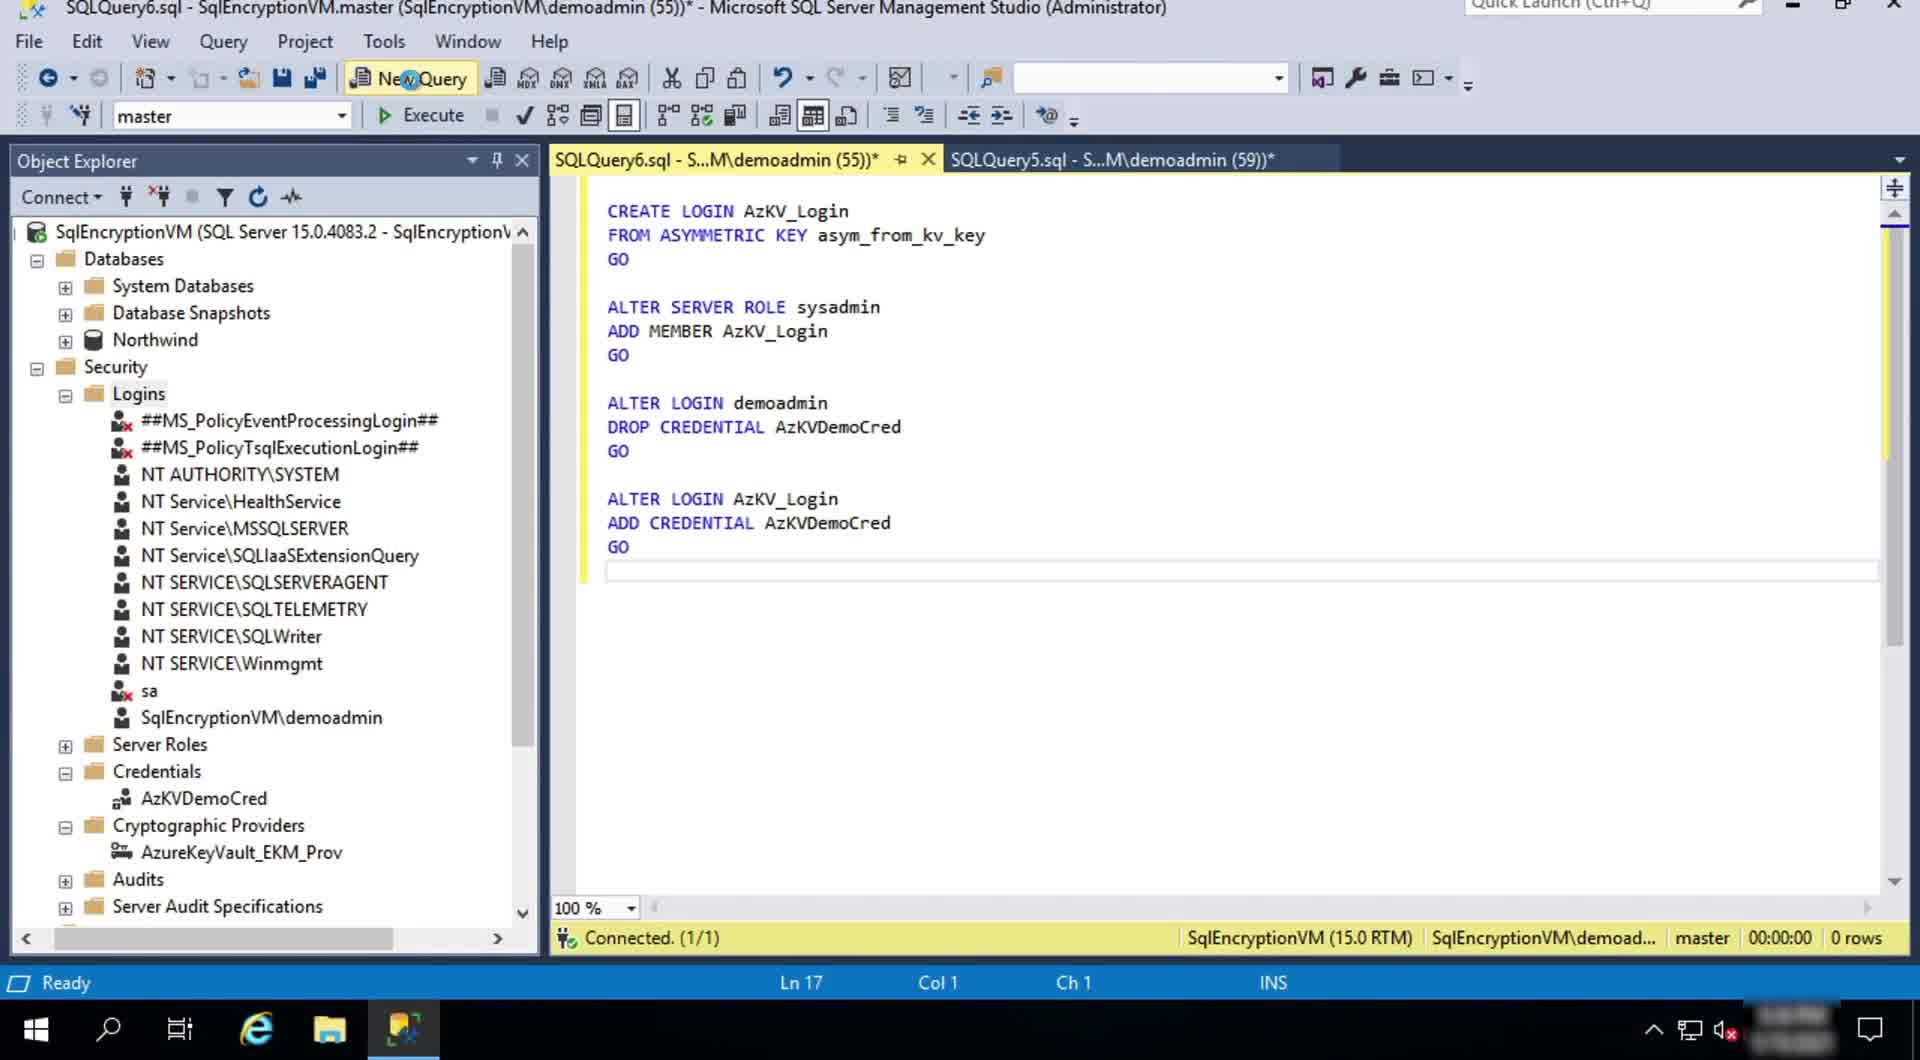 SQLQuery6.sql - SqlEncryptionVM.master (SqlEncryptionVM\demoadmin (55))* - Microsoft SQL Server Management Studio (Administrator)
Quick Launch (Ctrl+Q)
File Edit View Query Project Tools Window Help
New Query MDX DMX XMLA DAX
master Execute
Object Explorer
SQLQuery6.sql - S...M\demoadmin (55))* SQLQuery5.sql - S...M\demoadmin (59))*
Connect
SqlEncryptionVM (SQL Server 15.0.4083.2 - SqlEncryptionV
Databases
System Databases
Database Snapshots
Northwind
Security
Logins
##MS_PolicyEventProcessingLogin##
##MS_PolicyTsqlExecutionLogin##
NT AUTHORITY\SYSTEM
NT Service\HealthService
NT Service\MSSQLSERVER
NT Service\SQLIaaSExtensionQuery
NT SERVICE\SQLSERVERAGENT
NT SERVICE\SQLTELEMETRY
NT SERVICE\SQLWriter
NT SERVICE\Winmgmt
sa
SqlEncryptionVM\demoadmin
Server Roles
Credentials
AzKVDemoCred
Cryptographic Providers
AzureKeyVault_EKM_Prov
Audits
Server Audit Specifications
CREATE LOGIN AzKV_Login
FROM ASYMMETRIC KEY asym_from_kv_key
GO
ALTER SERVER ROLE sysadmin
ADD MEMBER AzKV_Login
GO
ALTER LOGIN demoadmin
DROP CREDENTIAL AzKVDemoCred
GO
ALTER LOGIN AzKV_Login
ADD CREDENTIAL AzKVDemoCred
GO
100 %
Connected. (1/1) SqlEncryptionVM (15.0 RTM) SqlEncryptionVM\demoad... master 00:00:00 0 rows
Ready Ln 17 Col 1 Ch 1 INS